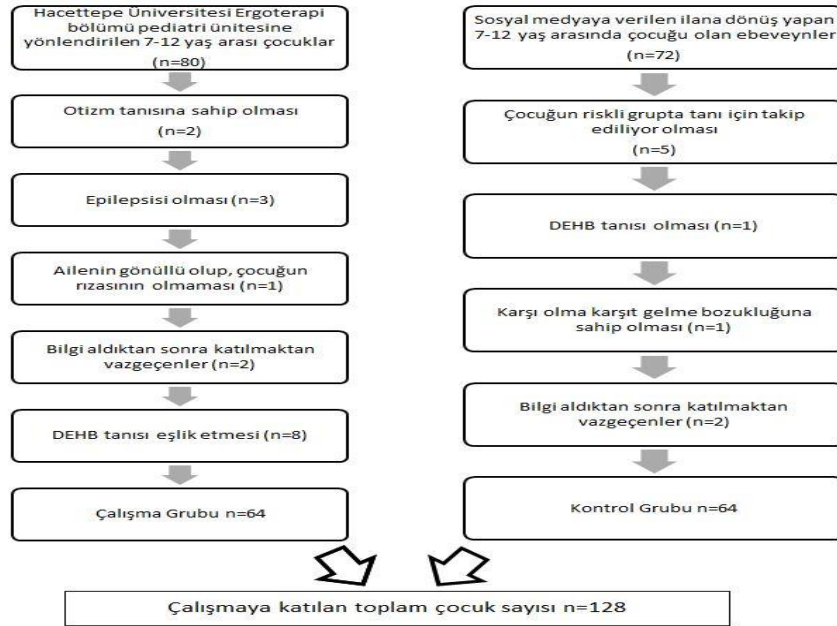 Hacettepe Üniversitesi Ergoterapi
bölümü pediatri ünitesine
yönlendirilen 7-12 yaş arası çocuklar
(n=80)
Otizm tanısına sahip olması
(n=2)
Epilepsisi olması (n=3)
Ailenin gönüllü olup, çocuğun
rızasının olmaması (n=1)
Bilgi aldıktan sonra katılmaktan
vazgeçenler (n=2)
DEHB tanısı eşlik etmesi (n=8)
Çalışma Grubu n=64
Sosyal medyaya verilen ilana dönüş yapan
7-12 yaş arasında çocuğu olan ebeveynler
(n=72)
Çocuğun riskli grupta tanı için takip
ediliyor olması
(n=5)
DEHB tanısı olması (n=1)
Karşı olma karşıt gelme bozukluğuna
sahip olması (n=1)
Bilgi aldıktan sonra katılmaktan
vazgeçenler (n=2)
Kontrol Grubu n=64
Çalışmaya katılan toplam çocuk sayısı n=128